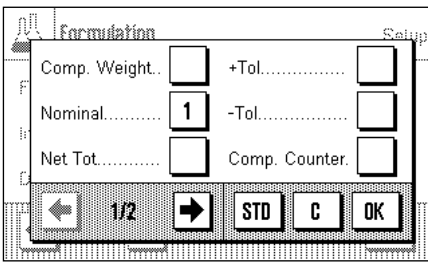 Formulation Setup
Comp. Weight.. +Tol................
Nominal........... 1 -Tol................
Net Tot............ Comp. Counter.
1/2 STD C OK